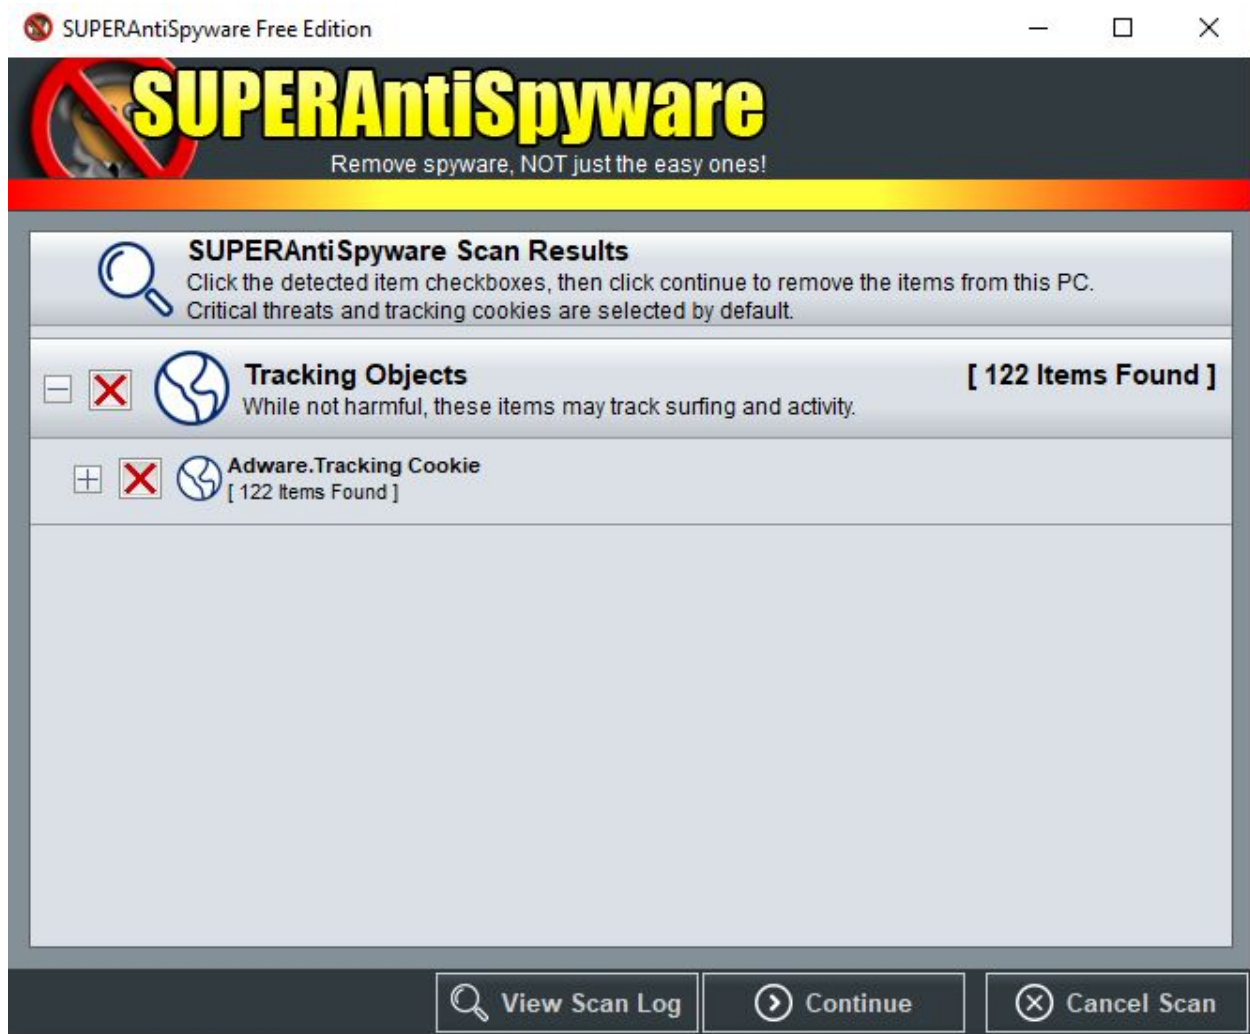 SUPERAntiSpyware Free Edition
SUPERAntiSpyware
Remove spyware, NOT just the easy ones!
SUPERAntiSpyware Scan Results
Click the detected item checkboxes, then click continue to remove the items from this PC.
Critical threats and tracking cookies are selected by default.
Tracking Objects [ 122 Items Found ]
While not harmful, these items may track surfing and activity.
Adware.Tracking Cookie
[ 122 Items Found ]
View Scan Log Continue Cancel Scan